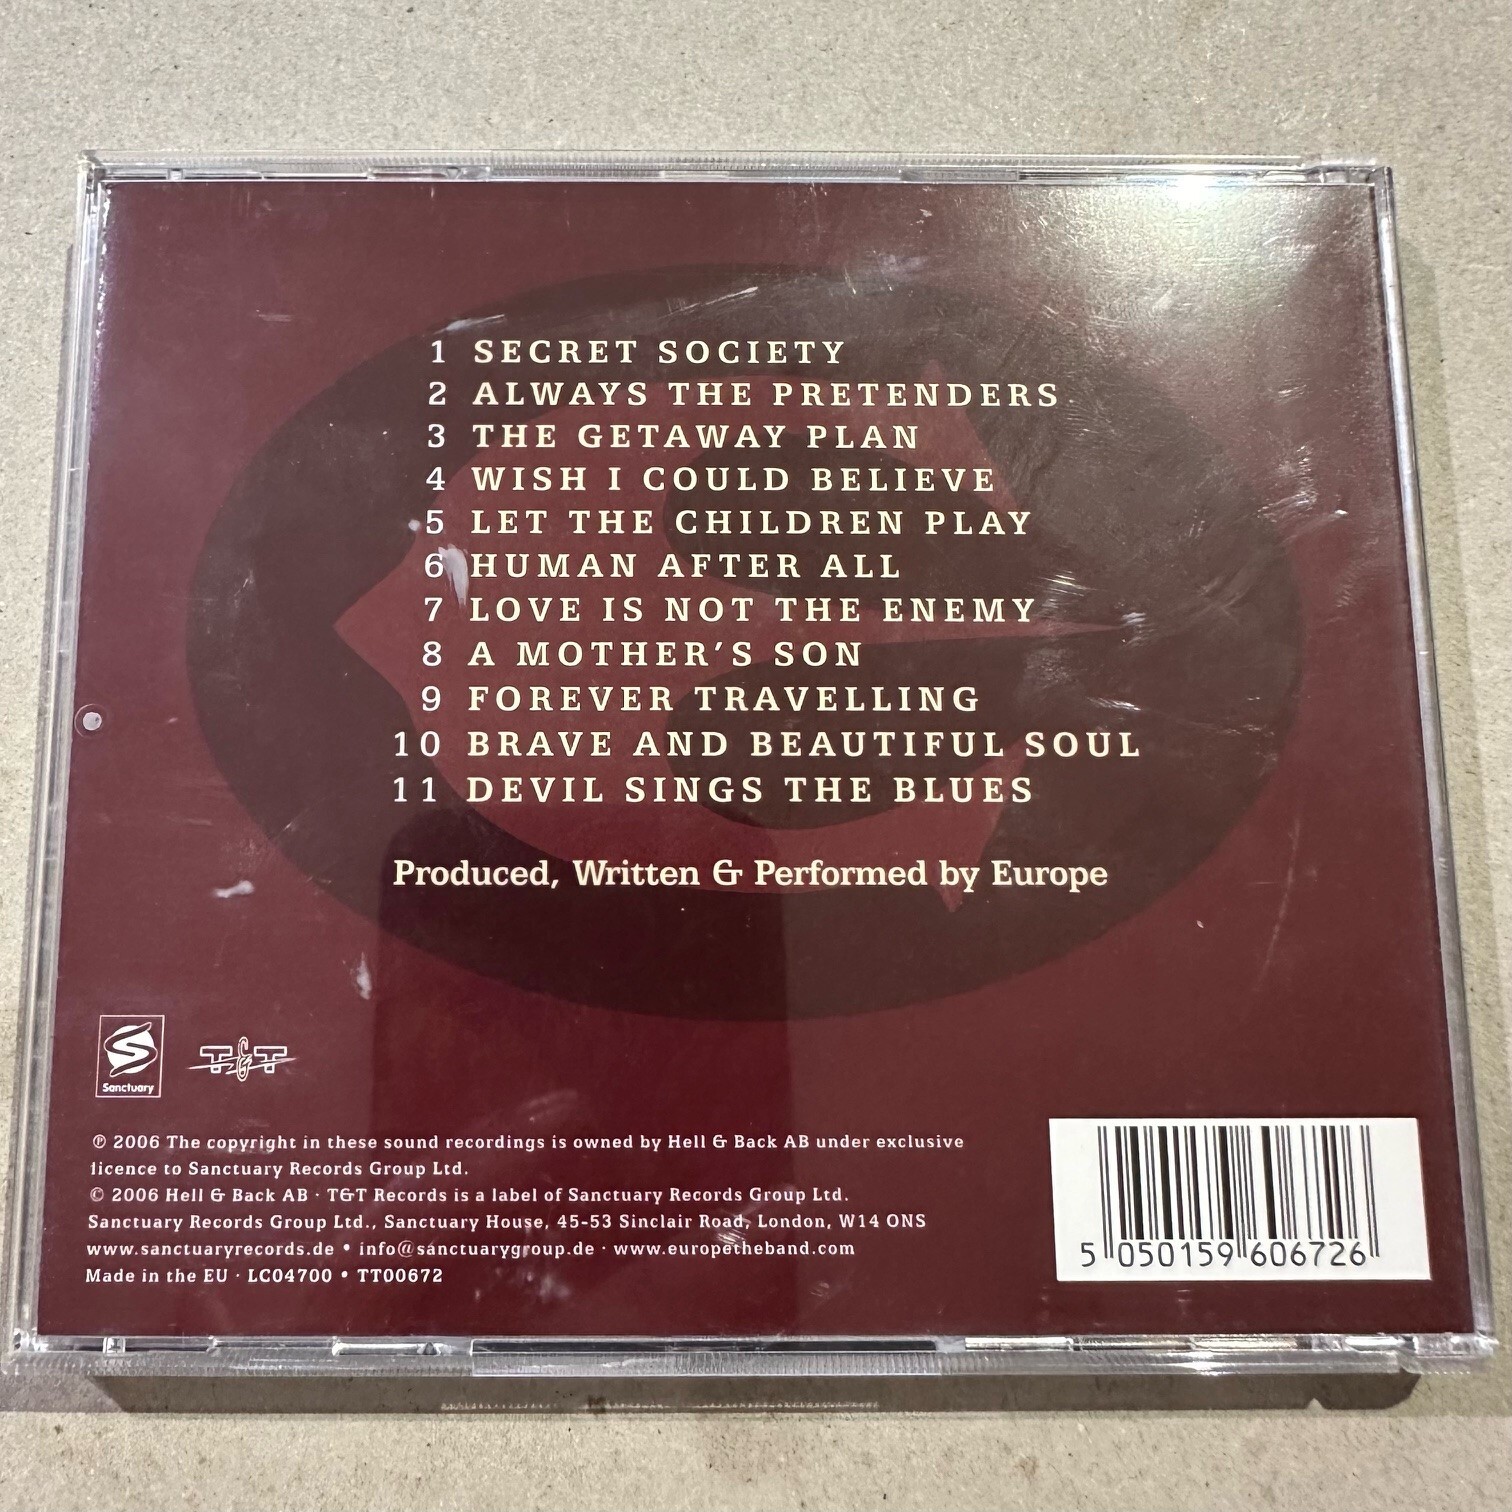 1 SECRET SOCIETY
2 ALWAYS THE PRETENDERS
3 THE GETAWAY PLAN
4 WISH I COULD BELIEVE
5 LET THE CHILDREN PLAY
6 HUMAN AFTER ALL
7 LOVE IS NOT THE ENEMY
8 A MOTHER'S SON
9 FOREVER TRAVELLING
10 BRAVE AND BEAUTIFUL SOUL
11 DEVIL SINGS THE BLUES
Produced, Written & Performed by Europe
Sanctuary
T&T
℗ 2006 The copyright in these sound recordings is owned by Hell & Back AB under exclusive
licence to Sanctuary Records Group Ltd.
© 2006 Hell & Back AB · T&T Records is a label of Sanctuary Records Group Ltd.
Sanctuary Records Group Ltd., Sanctuary House, 45-53 Sinclair Road, London, W14 ONS
www.sanctuaryrecords.de • info@sanctuarygroup.de · www.europetheband.com
Made in the EU · LC04700 • TT00672
5 050159 606726